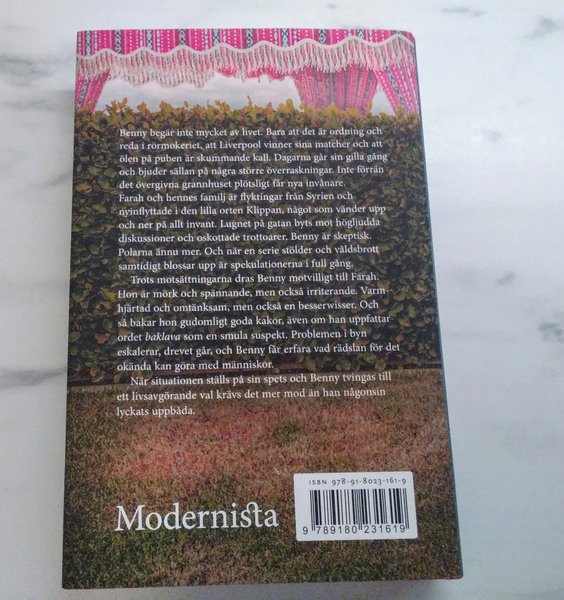 Benny begär inte mycket av livet. Bara att det är ordning och
reda i rörmokeriet, att Liverpool vinner sina matcher och att
ölen på puben är skummande kall. Dagarna går sin gilla gång
och bjuder sällan på några större överraskningar. Inte förrän
det övergivna grannhuset plötsligt får nya invånare.
Farah och hennes familj är flyktingar från Syrien och
nyinflyttade i den lilla orten Klippan, något som vänder upp
och ner på allt invant. Lugnet på gatan byts mot högljudda
diskussioner och oskottade trottoarer. Benny är skeptisk.
Polarna ännu mer. Och när en serie stölder och våldsbrott
samtidigt blossar upp är spekulationerna i full gång.
Trots motsättningarna dras Benny motvilligt till Farah.
Hon är mörk och spännande, men också irriterande. Varm-
hjärtad och omtänksam, men också en besserwisser. Och
så bakar hon gudomligt goda kakor, även om han uppfattar
ordet baklava som en smula suspekt. Problemen i byn
eskalerar, drevet går, och Benny får erfara vad rädslan för det
okända kan göra med människor.
När situationen ställs på sin spets och Benny tvingas till
ett livsavgörande val krävs det mer mod än han någonsin
lyckats uppbåda.
ISBN 978-91-8023-161-9
Modernista
9 789180 231619